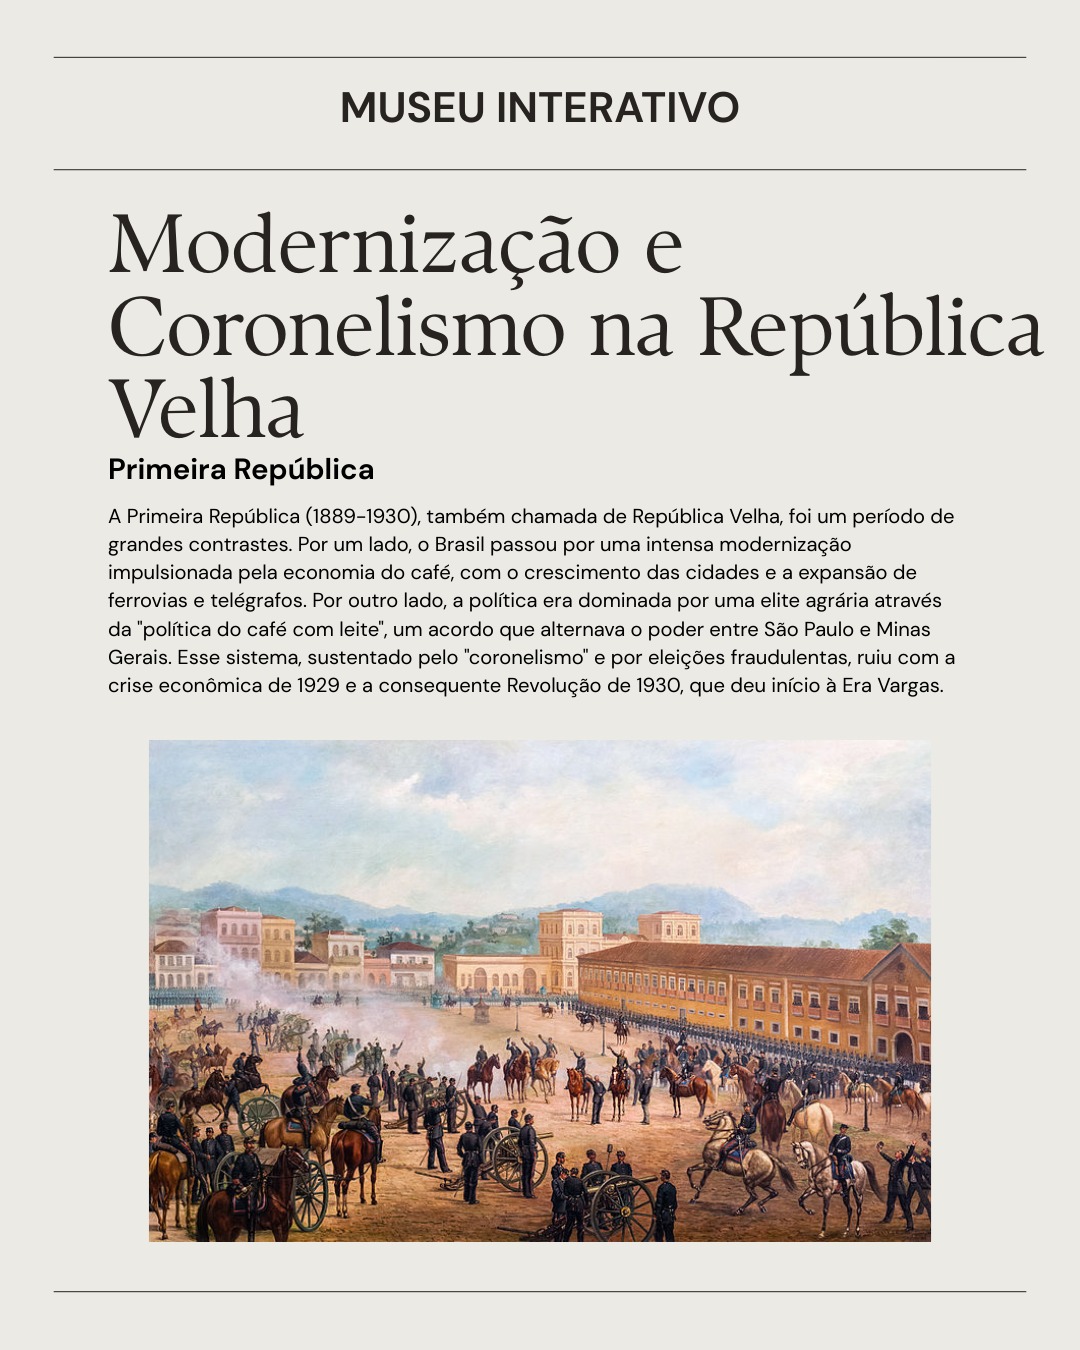 MUSEU INTERATIVO
Modernização e
Coronelismo na República
Velha
Primeira República
A Primeira República (1889-1930), também chamada de República Velha, foi um período de
grandes contrastes. Por um lado, o Brasil passou por uma intensa modernização
impulsionada pela economia do café, com o crescimento das cidades e a expansão de
ferrovias e telégrafos. Por outro lado, a política era dominada por uma elite agrária através
da "política do café com leite", um acordo que alternava o poder entre São Paulo e Minas
Gerais. Esse sistema, sustentado pelo "coronelismo" e por eleições fraudulentas, ruiu com a
crise econômica de 1929 e a consequente Revolução de 1930, que deu início à Era Vargas.